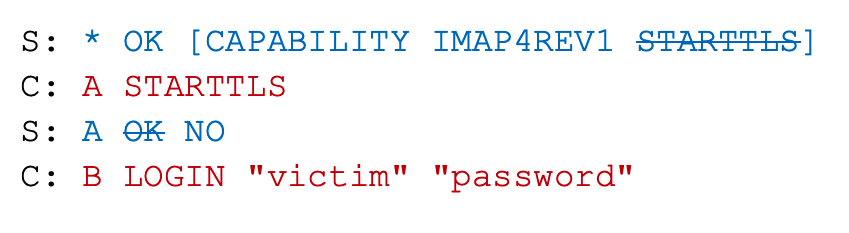 S: * OK [CAPABILITY IMAP4REV1 STARTTLS]
C: A STARTTLS
S: A OK NO
C: B LOGIN "victim" "password"